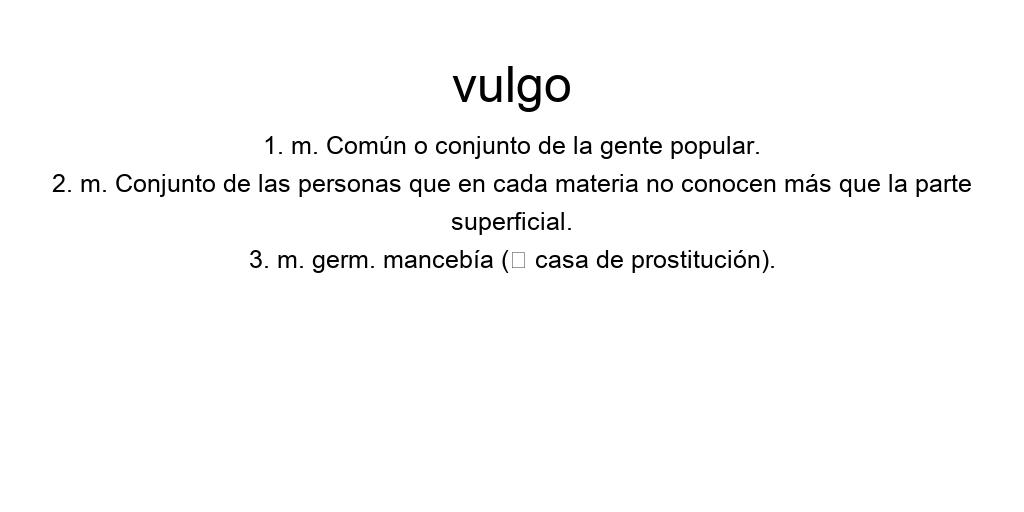 vulgo
1. m. Común o conjunto de la gente popular.
2. m. Conjunto de las personas que en cada materia no conocen más que la parte
superficial.
3. m. germ. mancebía (□ casa de prostitución).